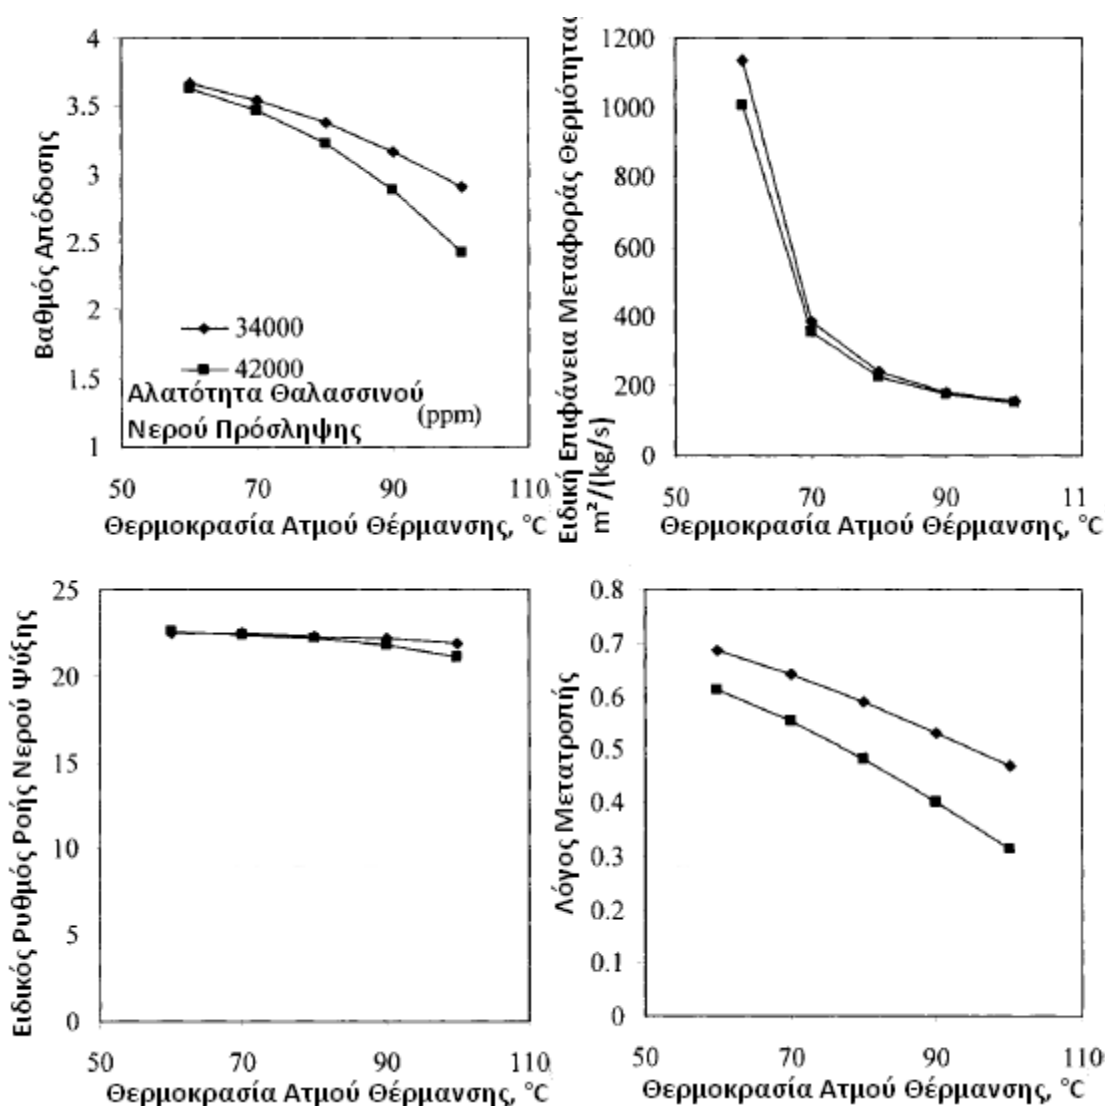 4
3.5
3
2.5
2
1.5
1
Βαθμός Απόδοσης
34000
42000
Αλατότητα Θαλασσινού
Νερού Πρόσληψης
(ppm)
50 70 90 110
Θερμοκρασία Ατμού Θέρμανσης, °C
1200
1000
800
600
400
200
0
Ειδική Επιφάνεια Μεταφοράς Θερμότητας
m²/(kg/s)
50 70 90 11
Θερμοκρασία Ατμού Θέρμανσης, °C
25
20
15
10
5
0
Ειδικός Ρυθμός Ροής Νερού Ψύξης
50 70 90 110
Θερμοκρασία Ατμού Θέρμανσης, °C
0.8
0.7
0.6
0.5
0.4
0.3
0.2
0.1
0
Λόγος Μετατροπής
50 70 90 110
Θερμοκρασία Ατμού Θέρμανσης, °C